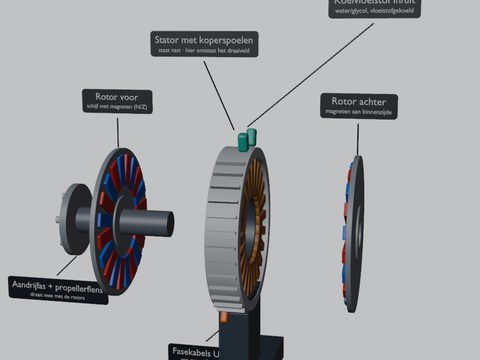 Koelvloeistof in/uit
water/glycol, vloeistofgekoeld
Stator met koperspoelen
staat vast - hier ontstaat het draaiveld
Rotor voor
schijf met magneten (N/Z)
Rotor achter
magneten aan binnenzijde
Aandrijfas + propellerflens
draait mee met de rotors
Fasekabels U